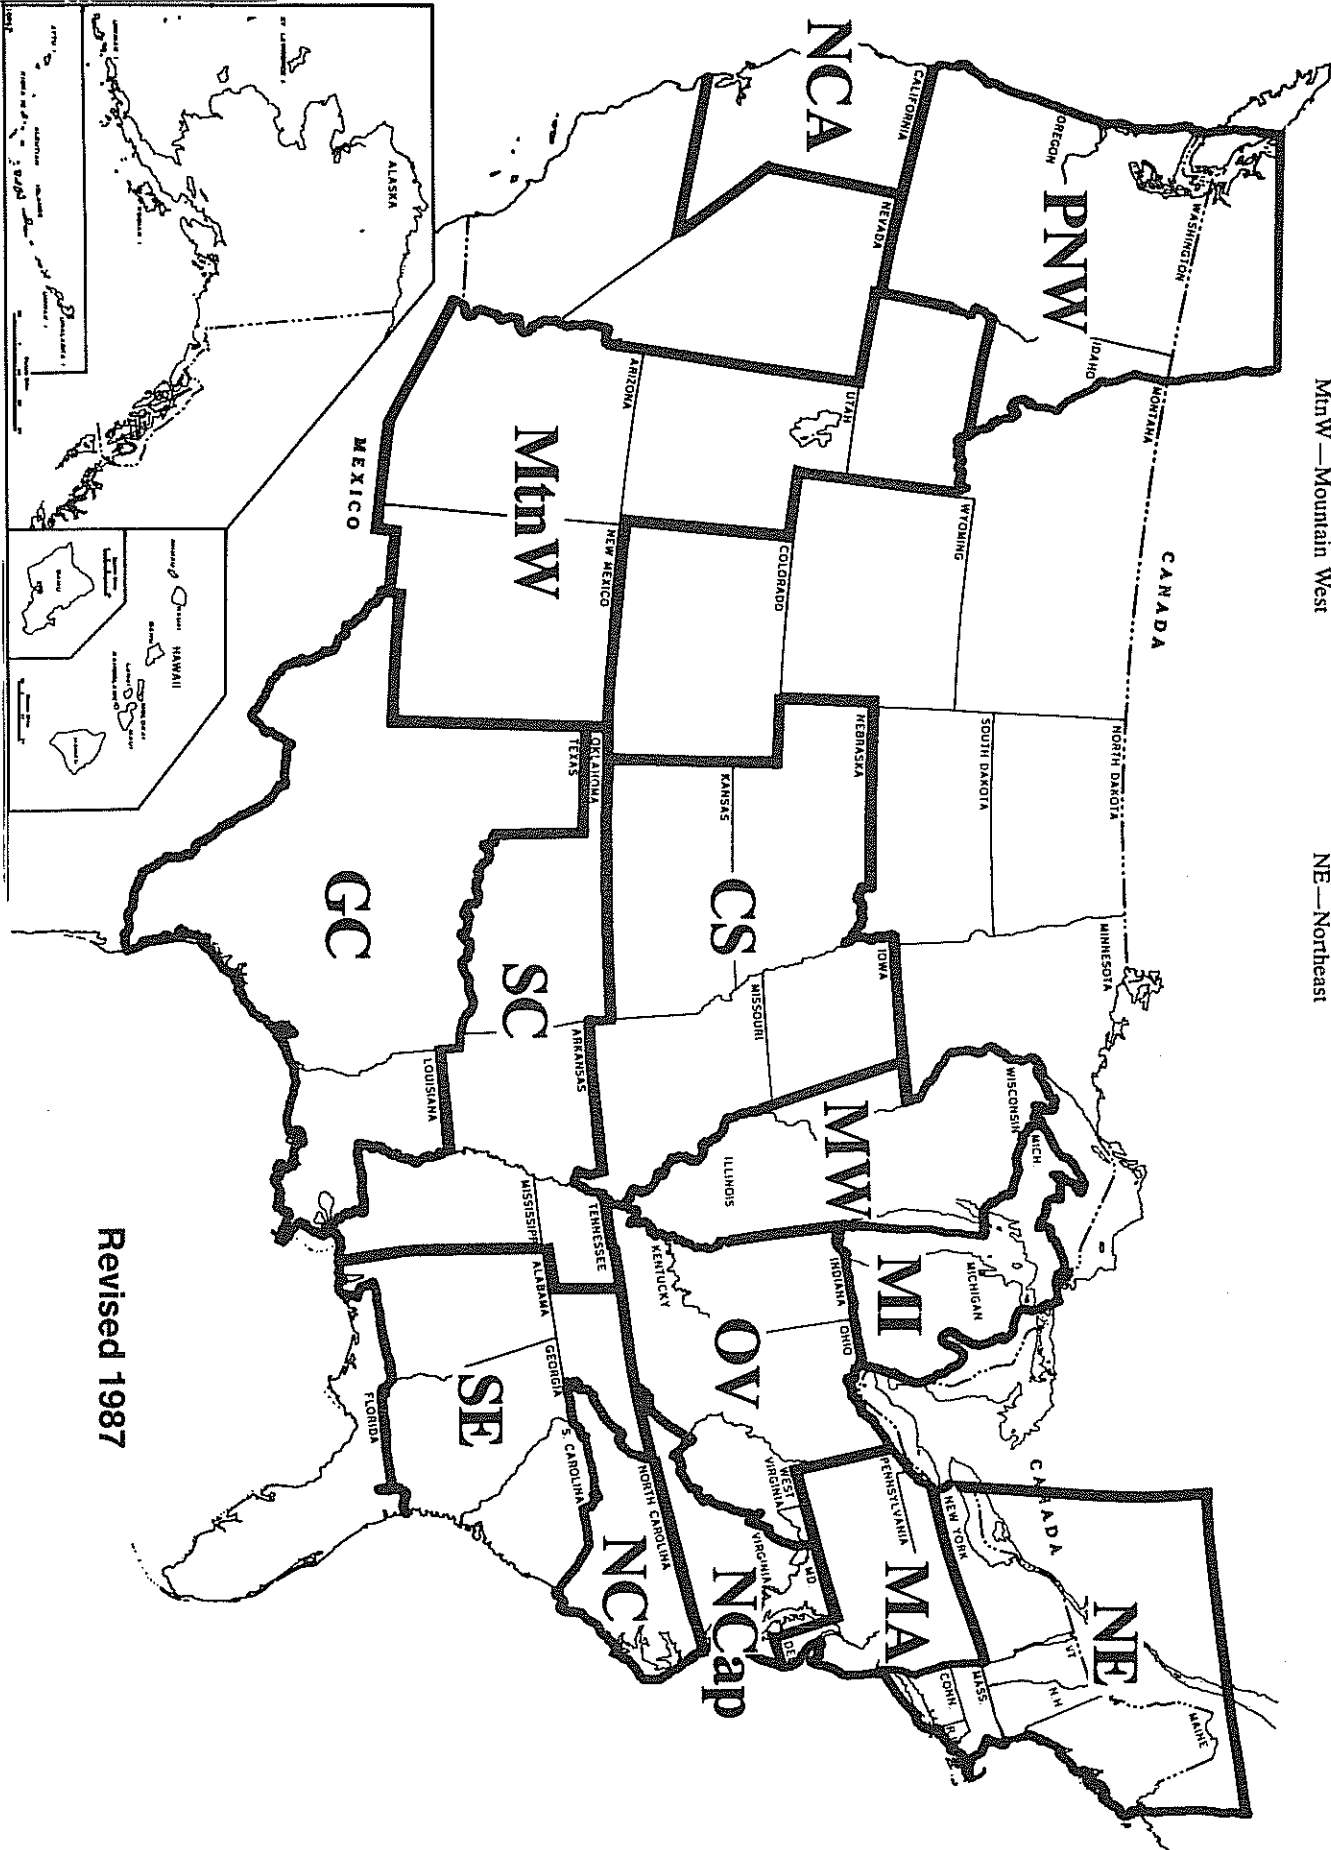 MtnW—Mountain West
NE—Northeast
NCA
PNW
MtnW
GC
SC
CS
MW
MI
OV
SE
NC
NCap
MA
NE
WASHINGTON
OREGON
CALIFORNIA
NEVADA
IDAHO
MONTANA
UTAH
ARIZONA
WYOMING
COLORADO
NEW MEXICO
NORTH DAKOTA
SOUTH DAKOTA
NEBRASKA
KANSAS
OKLAHOMA
TEXAS
MINNESOTA
IOWA
MISSOURI
ARKANSAS
LOUISIANA
WISCONSIN
MICH
ILLINOIS
MICHIGAN
INDIANA
OHIO
KENTUCKY
TENNESSEE
MISSISSIPPI
ALABAMA
GEORGIA
FLORIDA
S. CAROLINA
NORTH CAROLINA
WEST
VIRGINIA
VIRGINIA
MD.
DE
PENNSYLVANIA
NEW YORK
VT
N.H
MASS.
CONN.
MAINE
CANADA
CANADA
MEXICO
ALASKA
HAWAII
OAHU
Revised 1987